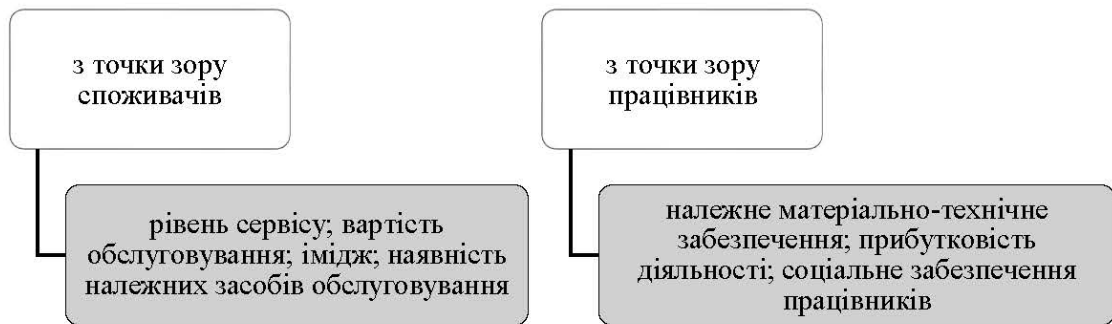 з точки зору
споживачів
рівень сервісу; вартість
обслуговування; імідж; наявність
належних засобів обслуговування
з точки зору
працівників
належне матеріально-технічне
забезпечення; прибутковість
діяльності; соціальне забезпечення
працівників